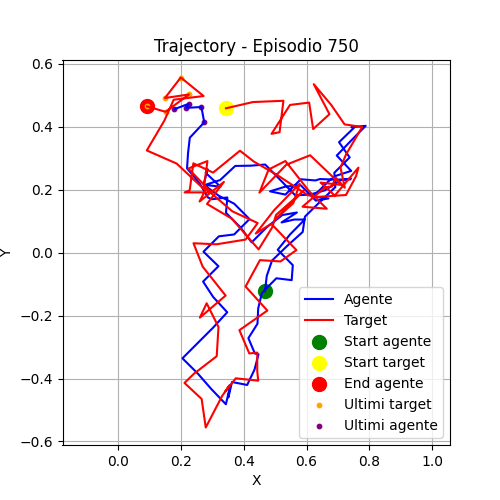 Trajectory - Episodio 750
0.6
0.4
0.2
0.0
−0.2
−0.4
−0.6
Y
0.0
0.2
0.4
0.6
0.8
1.0
X
Agente
Target
Start agente
Start target
End agente
Ultimi target
Ultimi agente